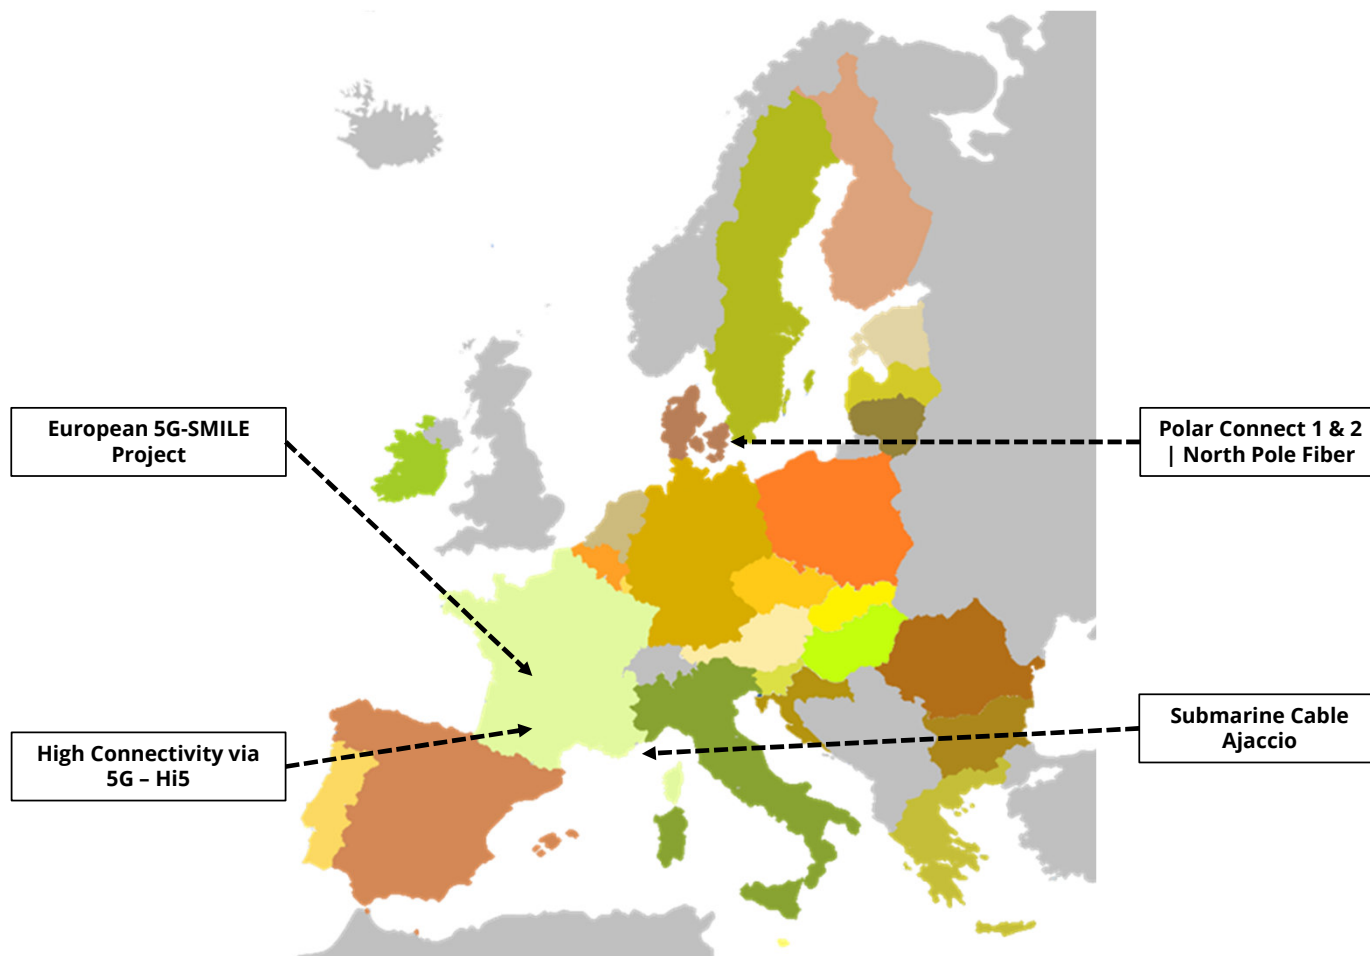 European 5G-SMILE
Project
Polar Connect 1 & 2
| North Pole Fiber
High Connectivity via
5G – Hi5
Submarine Cable
Ajaccio